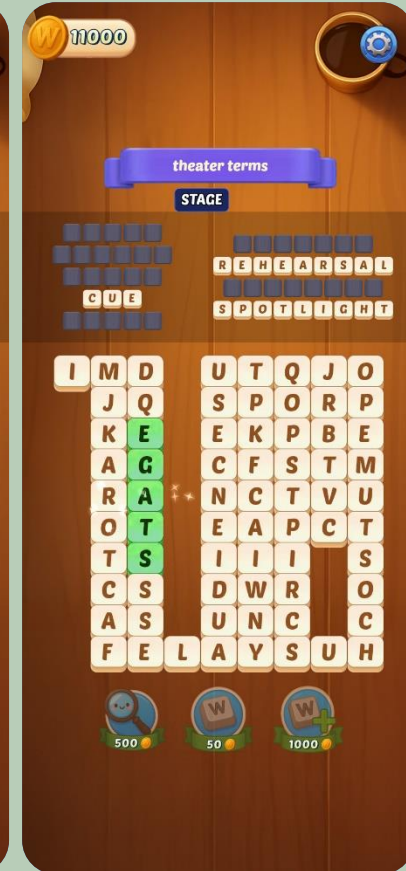 W 11000
theater terms
STAGE
CUE
REHEARSAL
SPOTLIGHT
I M D U T Q J O
J Q S P O R P
K E E K P B E
A G C F S T M
R A N C T V U
O T E A P C T
T S I I I S
C S D W R O
A S U N C C
F E L A Y S U H
W W
500 50 1000